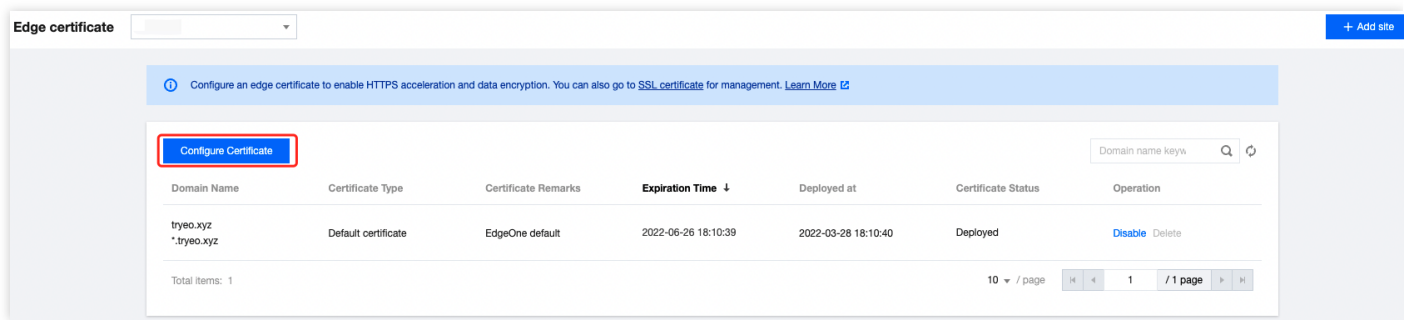 Edge certificate
+ Add site
Configure an edge certificate to enable HTTPS acceleration and data encryption. You can also go to SSL certificate for management. Learn More
Configure Certificate
Domain name keyw
Domain Name Certificate Type Certificate Remarks Expiration Time ↓ Deployed at Certificate Status Operation
tryeo.xyz
*.tryeo.xyz Default certificate EdgeOne default 2022-06-26 18:10:39 2022-03-28 18:10:40 Deployed Disable Delete
Total items: 1 10 / page 1 / 1 page